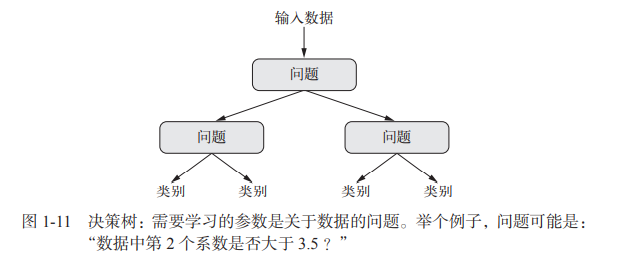 输入数据
问题
问题 问题
类别 类别 类别 类别
图 1-11 决策树：需要学习的参数是关于数据的问题。举个例子，问题可能是：
“数据中第 2 个系数是否大于 3.5？”